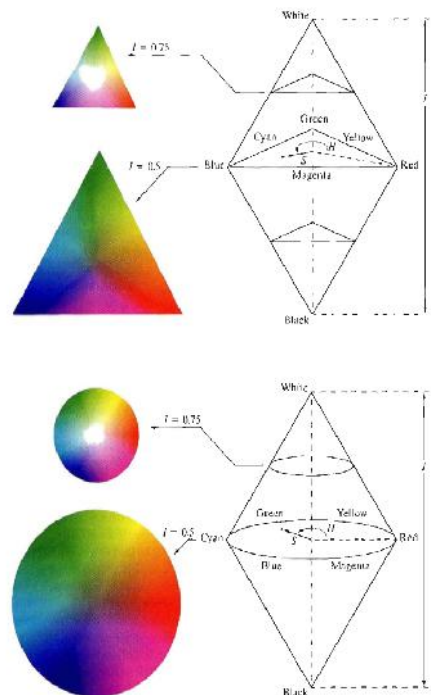 White
I = 0.75
Green
Cyan Yellow
I = 0.5
H
S
Blue Red
Magenta
I
Black
White
I = 0.75
Green Yellow
I = 0.5
H
Cyan Red
S
Blue Magenta
I
Black